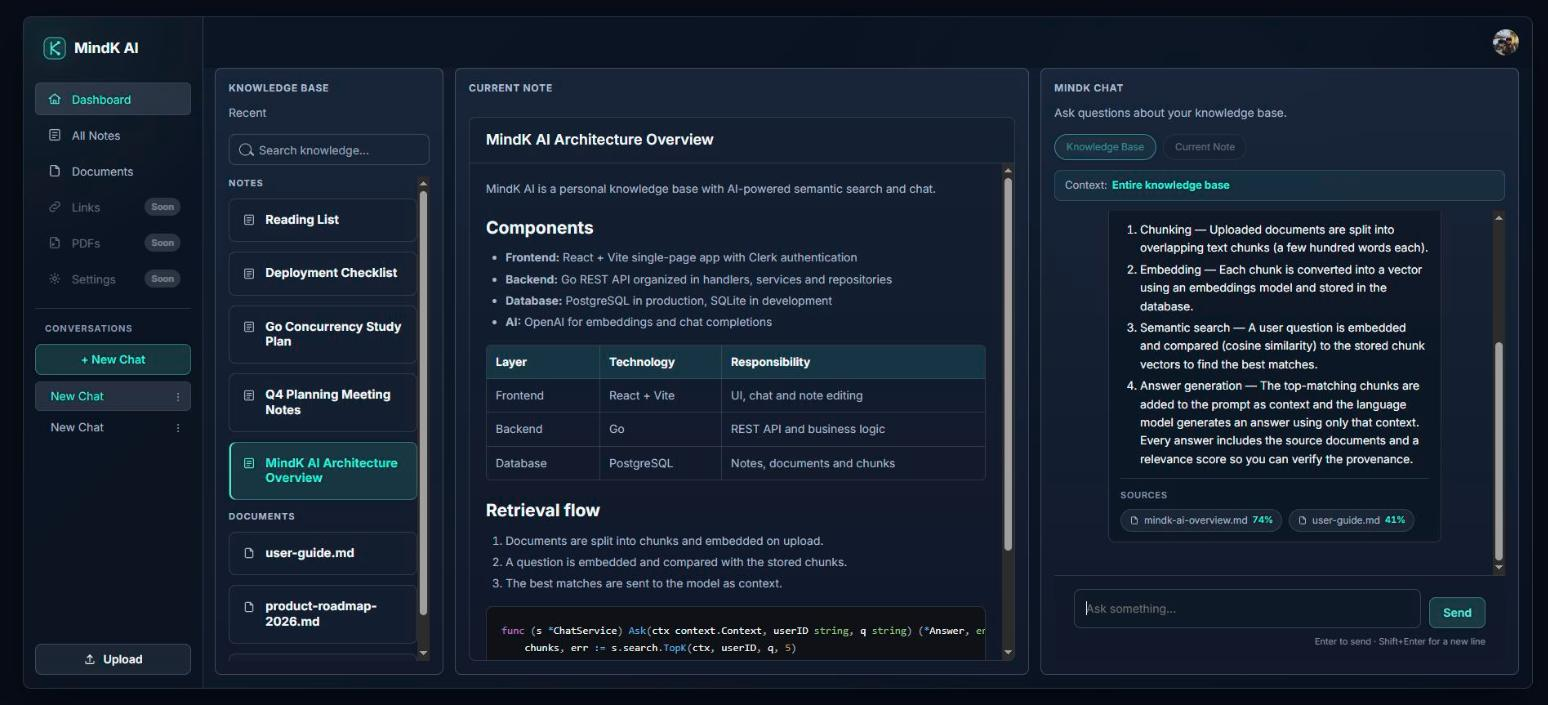 MindK AI
Dashboard
All Notes
Documents
Links Soon
PDFs Soon
Settings Soon
CONVERSATIONS
+ New Chat
New Chat
New Chat
Upload
KNOWLEDGE BASE
Recent
Search knowledge...
NOTES
Reading List
Deployment Checklist
Go Concurrency Study
Plan
Q4 Planning Meeting
Notes
MindK AI Architecture
Overview
DOCUMENTS
user-guide.md
product-roadmap-
2026.md
CURRENT NOTE
MindK AI Architecture Overview
MindK AI is a personal knowledge base with AI-powered semantic search and chat.
Components
• Frontend: React + Vite single-page app with Clerk authentication
• Backend: Go REST API organized in handlers, services and repositories
• Database: PostgreSQL in production, SQLite in development
• AI: OpenAI for embeddings and chat completions
Layer Technology Responsibility
Frontend React + Vite UI, chat and note editing
Backend Go REST API and business logic
Database PostgreSQL Notes, documents and chunks
Retrieval flow
1. Documents are split into chunks and embedded on upload.
2. A question is embedded and compared with the stored chunks.
3. The best matches are sent to the model as context.
func (s *ChatService) Ask(ctx context.Context, userID string, q string) (*Answer, er
chunks, err := s.search.TopK(ctx, userID, q, 5)
MINDK CHAT
Ask questions about your knowledge base.
Knowledge Base Current Note
Context: Entire knowledge base
1. Chunking — Uploaded documents are split into
overlapping text chunks (a few hundred words each).
2. Embedding — Each chunk is converted into a vector
using an embeddings model and stored in the
database.
3. Semantic search — A user question is embedded
and compared (cosine similarity) to the stored chunk
vectors to find the best matches.
4. Answer generation — The top-matching chunks are
added to the prompt as context and the language
model generates an answer using only that context.
Every answer includes the source documents and a
relevance score so you can verify the provenance.
SOURCES
mindk-ai-overview.md 74% user-guide.md 41%
Ask something...
Send
Enter to send · Shift+Enter for a new line